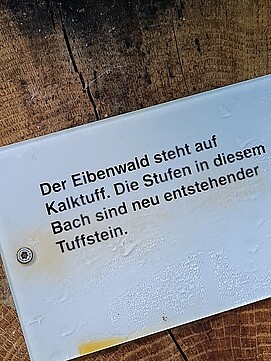 Der Eibenwald steht auf
Kalktuff. Die Stufen in diesem
Bach sind neu entstehender
Tuffstein.